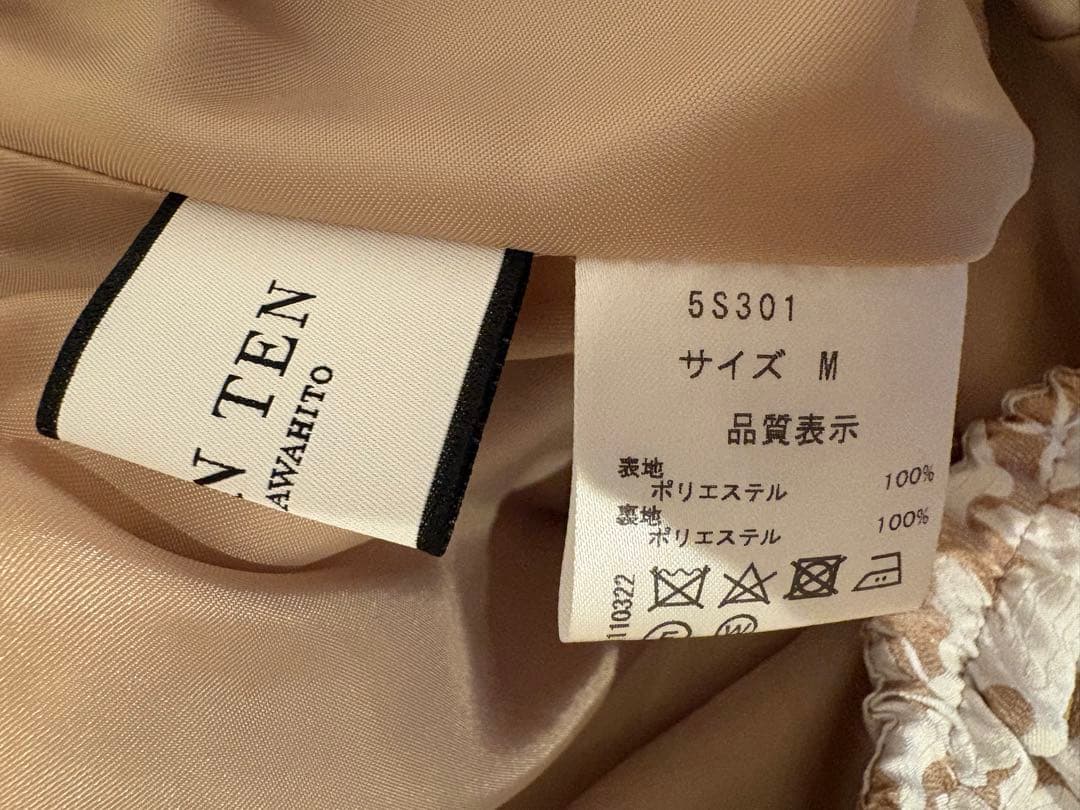 N TEN
AWAHITO
5S301
サイズ M
品質表示
表地
ポリエステル 100%
裏地
ポリエステル 100%
110322
W